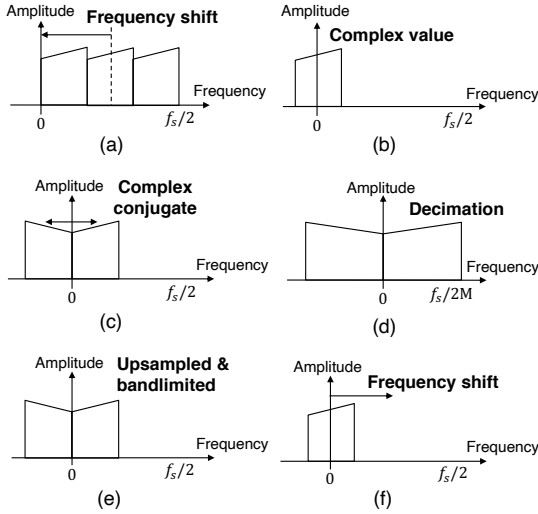 Amplitude
Frequency shift
Frequency
0
f_s/2
(a)
Amplitude
Complex value
Frequency
0
f_s/2
(b)
Amplitude
Complex
conjugate
Frequency
0
f_s/2
(c)
Amplitude
Decimation
Frequency
0
f_s/2M
(d)
Amplitude
Upsampled &
bandlimited
Frequency
0
f_s/2
(e)
Amplitude
Frequency shift
Frequency
0
f_s/2
(f)